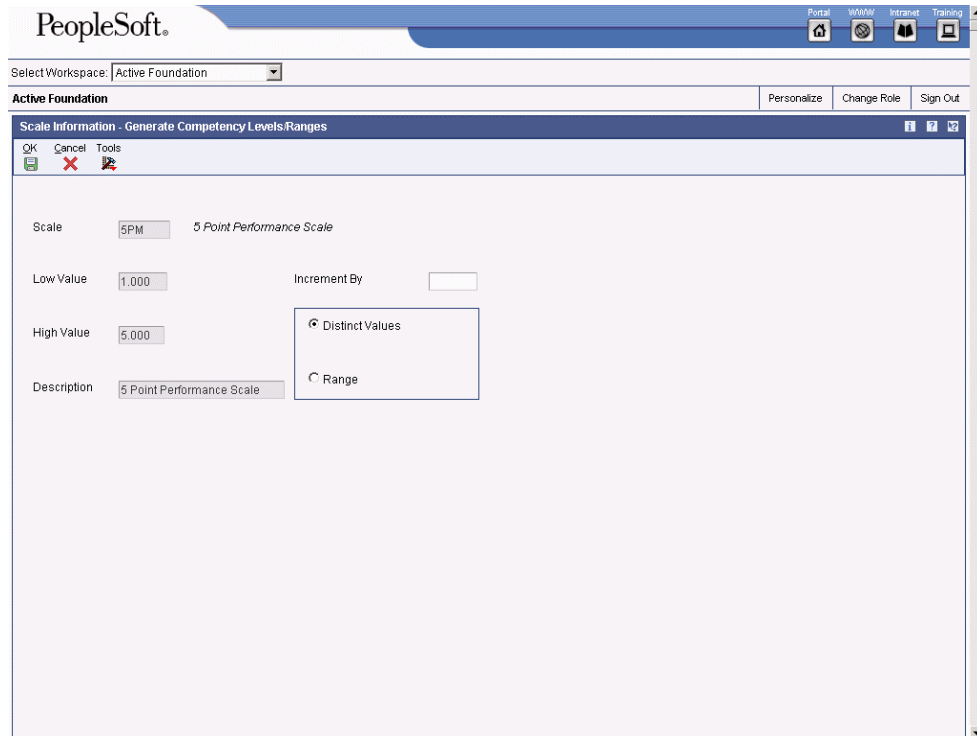 Portal WWW Intranet Training
PeopleSoft®
Select Workspace: Active Foundation
Active Foundation Personalize Change Role Sign Out
Scale Information - Generate Competency Levels/Ranges
OK Cancel Tools
Scale 5PM 5 Point Performance Scale
Low Value 1.000 Increment By
High Value 5.000 Distinct Values
Range
Description 5 Point Performance Scale